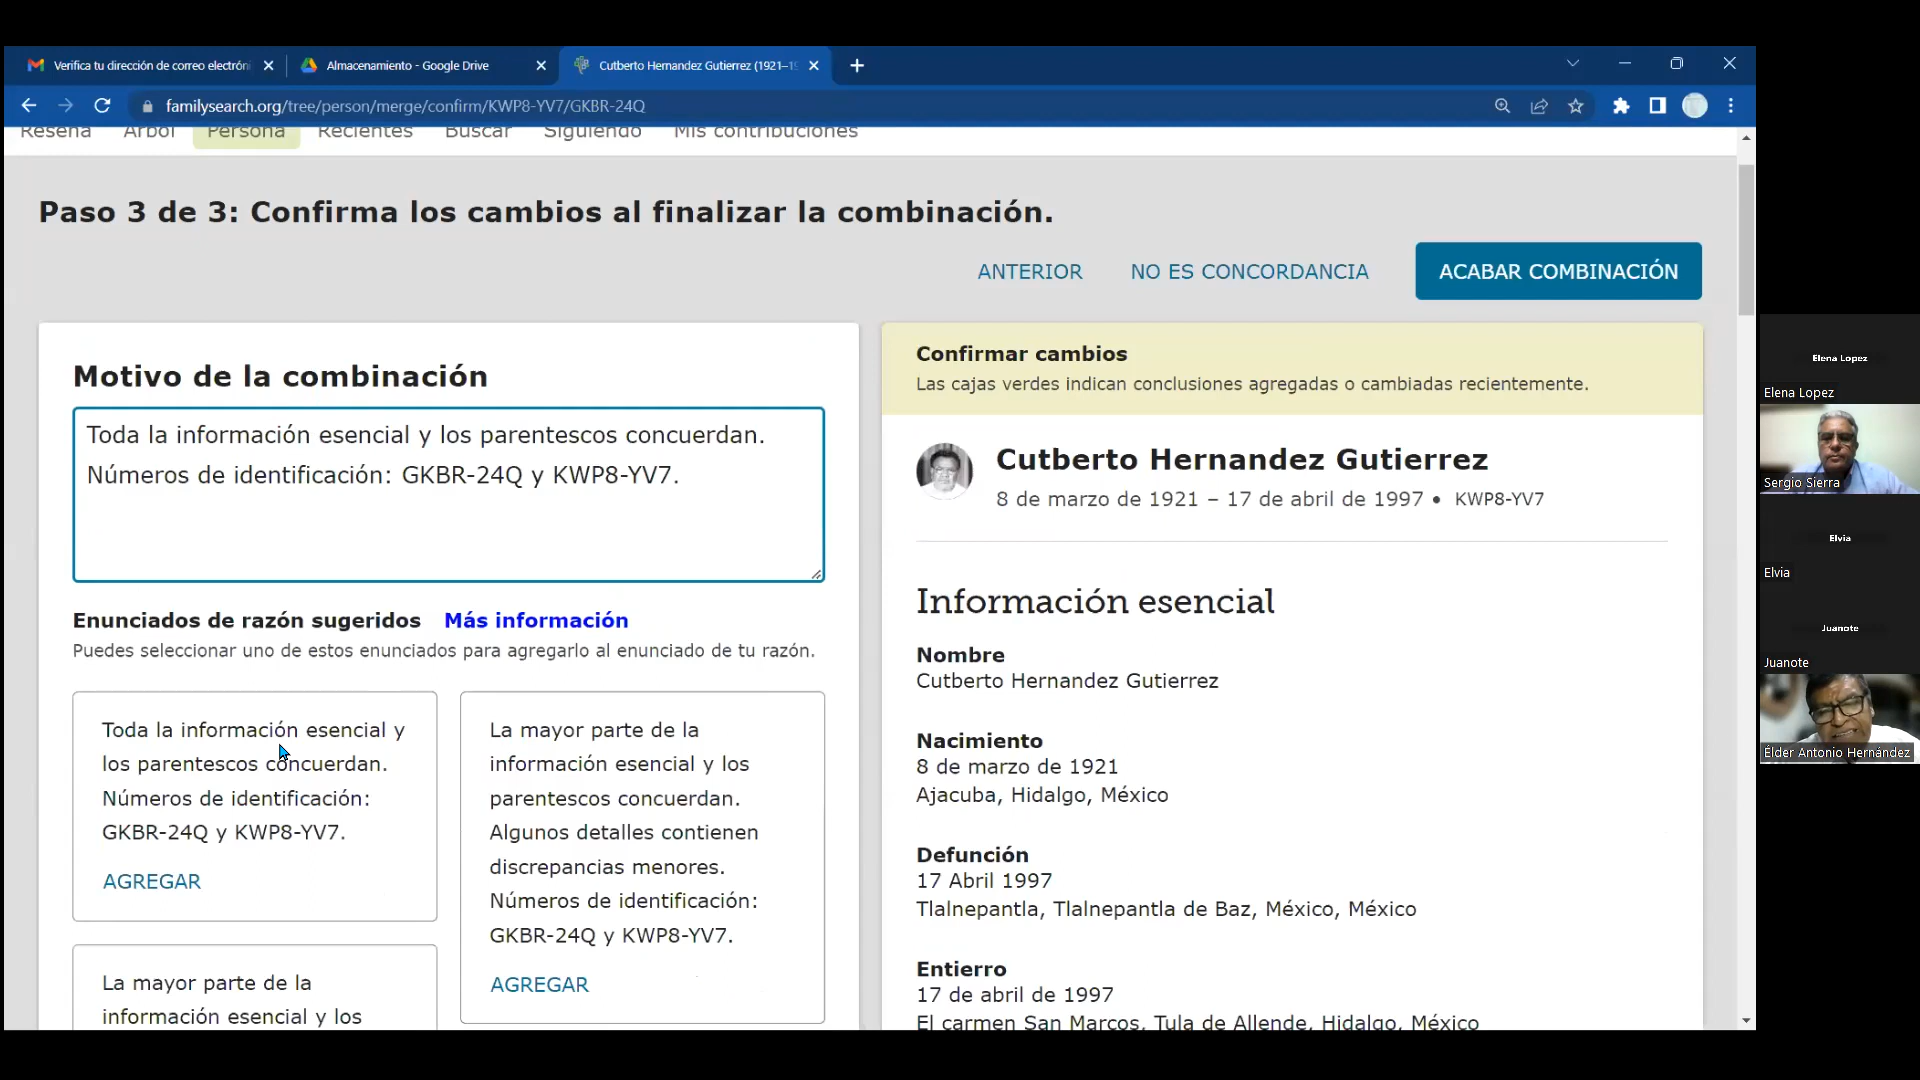 Verifica tu dirección de correo electróni
Almacenamiento - Google Drive
Cutberto Hernandez Gutierrez (1921–19
familysearch.org/tree/person/merge/confirm/KWP8-YV7/GKBR-24Q
Reseña Árbol Persona Recientes Buscar Siguiendo Mis contribuciones
Paso 3 de 3: Confirma los cambios al finalizar la combinación.
ANTERIOR NO ES CONCORDANCIA ACABAR COMBINACIÓN
Motivo de la combinación
Toda la información esencial y los parentescos concuerdan.
Números de identificación: GKBR-24Q y KWP8-YV7.
Enunciados de razón sugeridos Más información
Puedes seleccionar uno de estos enunciados para agregarlo al enunciado de tu razón.
Toda la información esencial y
los parentescos concuerdan.
Números de identificación:
GKBR-24Q y KWP8-YV7.
AGREGAR
La mayor parte de la
información esencial y los
parentescos concuerdan.
Algunos detalles contienen
discrepancias menores.
Números de identificación:
GKBR-24Q y KWP8-YV7.
AGREGAR
La mayor parte de la
información esencial y los
Confirmar cambios
Las cajas verdes indican conclusiones agregadas o cambiadas recientemente.
Cutberto Hernandez Gutierrez
8 de marzo de 1921 – 17 de abril de 1997 • KWP8-YV7
Información esencial
Nombre
Cutberto Hernandez Gutierrez
Nacimiento
8 de marzo de 1921
Ajacuba, Hidalgo, México
Defunción
17 Abril 1997
Tlalnepantla, Tlalnepantla de Baz, México, México
Entierro
17 de abril de 1997
El carmen San Marcos, Tula de Allende, Hidalgo, México
Elena Lopez
Elena Lopez
Sergio Sierra
Elvia
Elvia
Juanote
Juanote
Élder Antonio Hernández